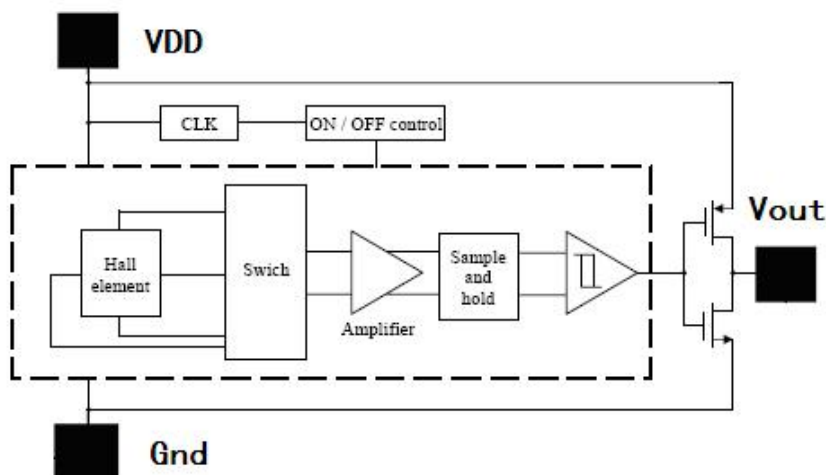 VDD
CLK
ON / OFF control
Vout
Hall
element
Swich
Sample
and
hold
Amplifier
Gnd